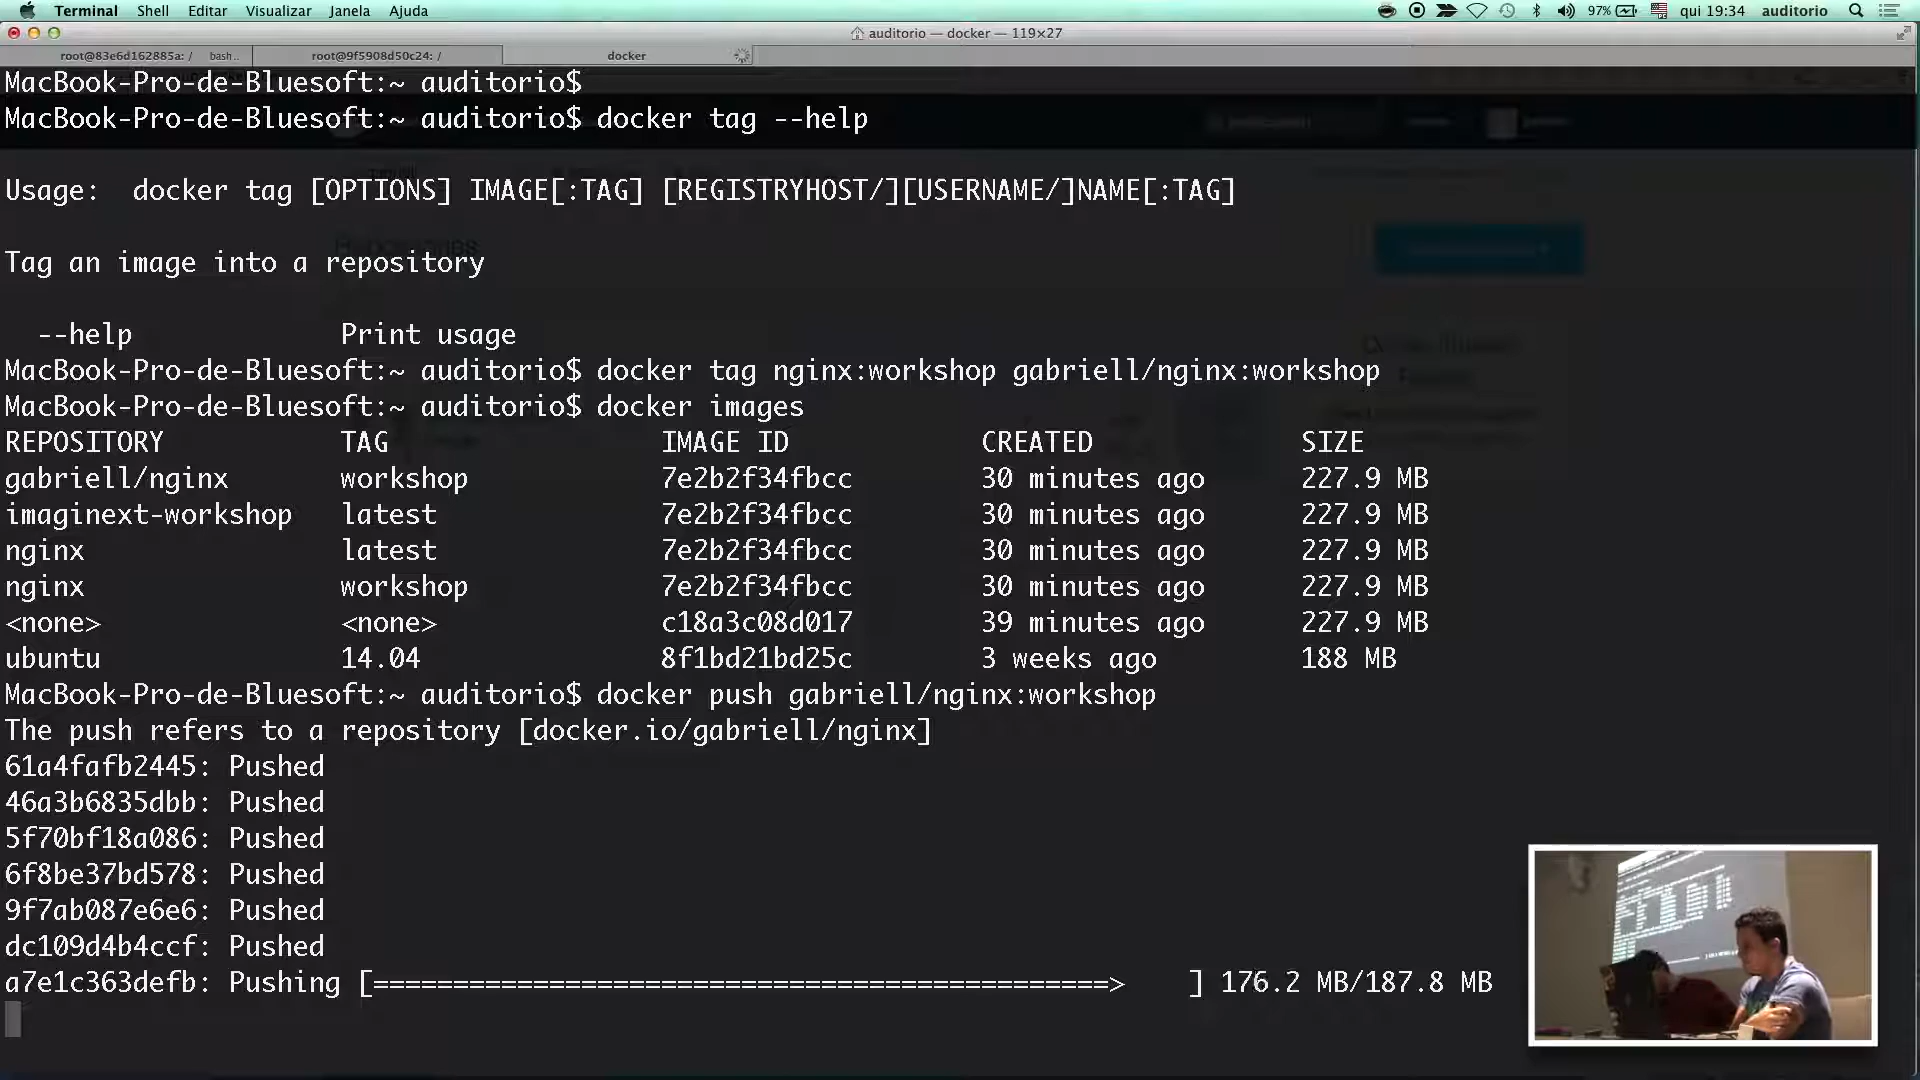 Terminal Shell Editar Visualizar Janela Ajuda 97% qui 19:34 auditorio
auditorio — docker — 119×27
root@83e6d162885a: / bash... root@9f5908d50c24: / docker
MacBook-Pro-de-Bluesoft:~ auditorio$
MacBook-Pro-de-Bluesoft:~ auditorio$ docker tag --help
Usage: docker tag [OPTIONS] IMAGE[:TAG] [REGISTRYHOST/][USERNAME/]NAME[:TAG]
Tag an image into a repository
--help Print usage
MacBook-Pro-de-Bluesoft:~ auditorio$ docker tag nginx:workshop gabriell/nginx:workshop
MacBook-Pro-de-Bluesoft:~ auditorio$ docker images
REPOSITORY TAG IMAGE ID CREATED SIZE
gabriell/nginx workshop 7e2b2f34fbcc 30 minutes ago 227.9 MB
imaginext-workshop latest 7e2b2f34fbcc 30 minutes ago 227.9 MB
nginx latest 7e2b2f34fbcc 30 minutes ago 227.9 MB
nginx workshop 7e2b2f34fbcc 30 minutes ago 227.9 MB
<none> <none> c18a3c08d017 39 minutes ago 227.9 MB
ubuntu 14.04 8f1bd21bd25c 3 weeks ago 188 MB
MacBook-Pro-de-Bluesoft:~ auditorio$ docker push gabriell/nginx:workshop
The push refers to a repository [docker.io/gabriell/nginx]
61a4fafb2445: Pushed
46a3b6835dbb: Pushed
5f70bf18a086: Pushed
6f8be37bd578: Pushed
9f7ab087e6e6: Pushed
dc109d4b4ccf: Pushed
a7e1c363defb: Pushing [==============================================> ] 176.2 MB/187.8 MB